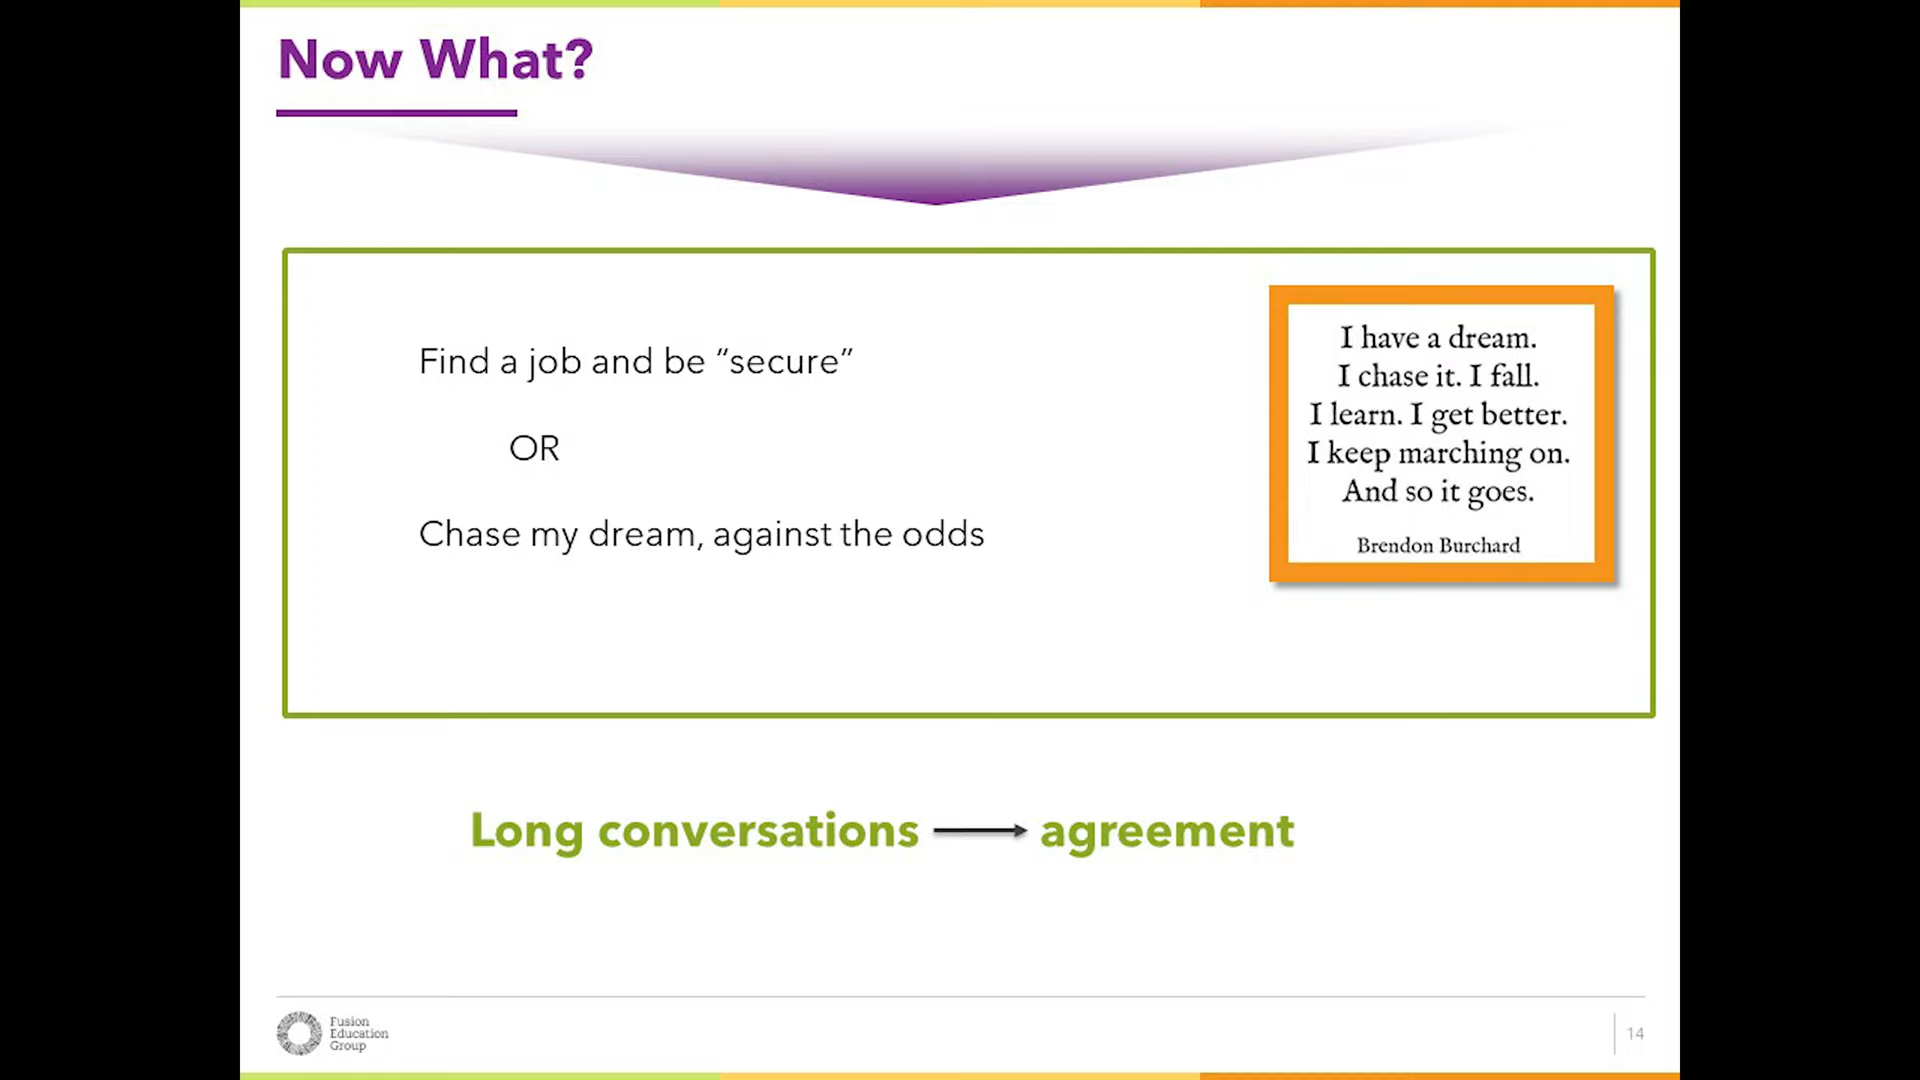 Now What?
Find a job and be “secure”
OR
Chase my dream, against the odds
I have a dream.
I chase it. I fall.
I learn. I get better.
I keep marching on.
And so it goes.
Brendon Burchard
Long conversations → agreement
Fusion
Education
Group
14